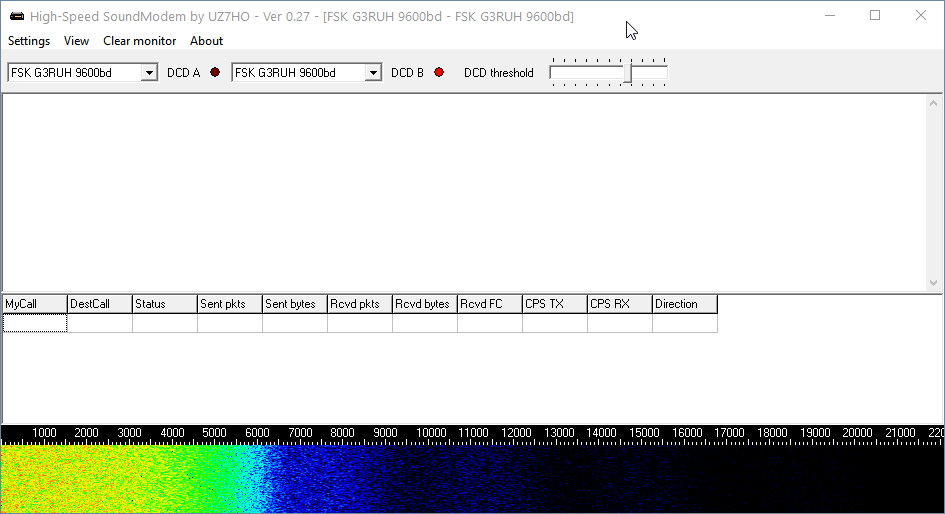 High-Speed SoundModem by UZ7HO - Ver 0.27 - [FSK G3RUH 9600bd - FSK G3RUH 9600bd]
Settings View Clear monitor About
FSK G3RUH 9600bd DCD A FSK G3RUH 9600bd DCD B DCD threshold
MyCall DestCall Status Sent pkts Sent bytes Rcvd pkts Rcvd bytes Rcvd FC CPS TX CPS RX Direction
1000 2000 3000 4000 5000 6000 7000 8000 9000 10000 11000 12000 13000 14000 15000 16000 17000 18000 19000 20000 21000 220